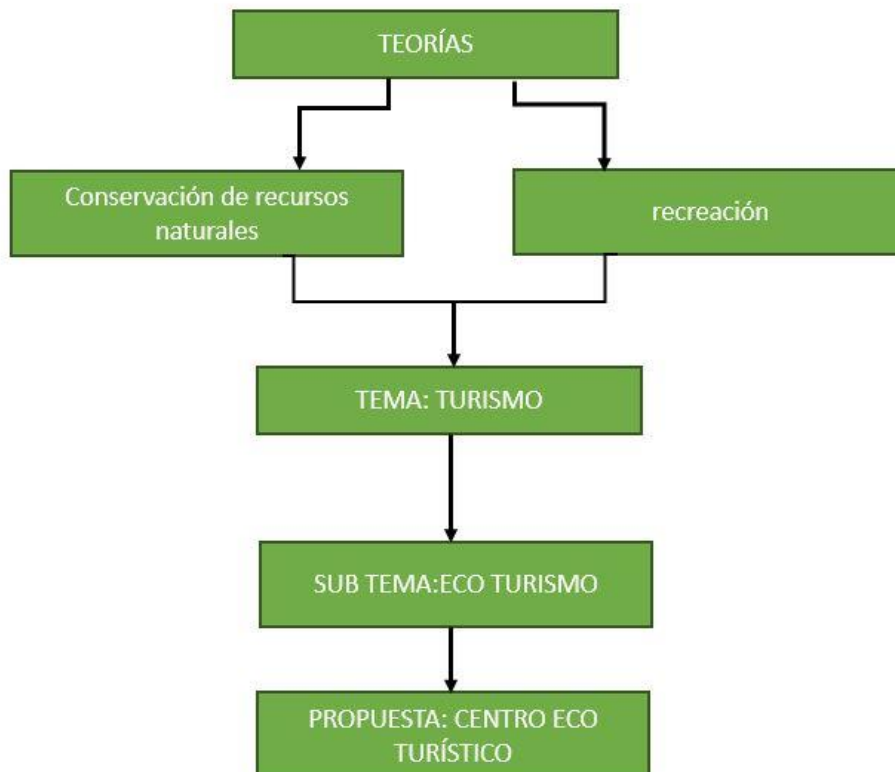 TEORÍAS
Conservación de recursos
naturales
recreación
TEMA: TURISMO
SUB TEMA:ECO TURISMO
PROPUESTA: CENTRO ECO
TURÍSTICO